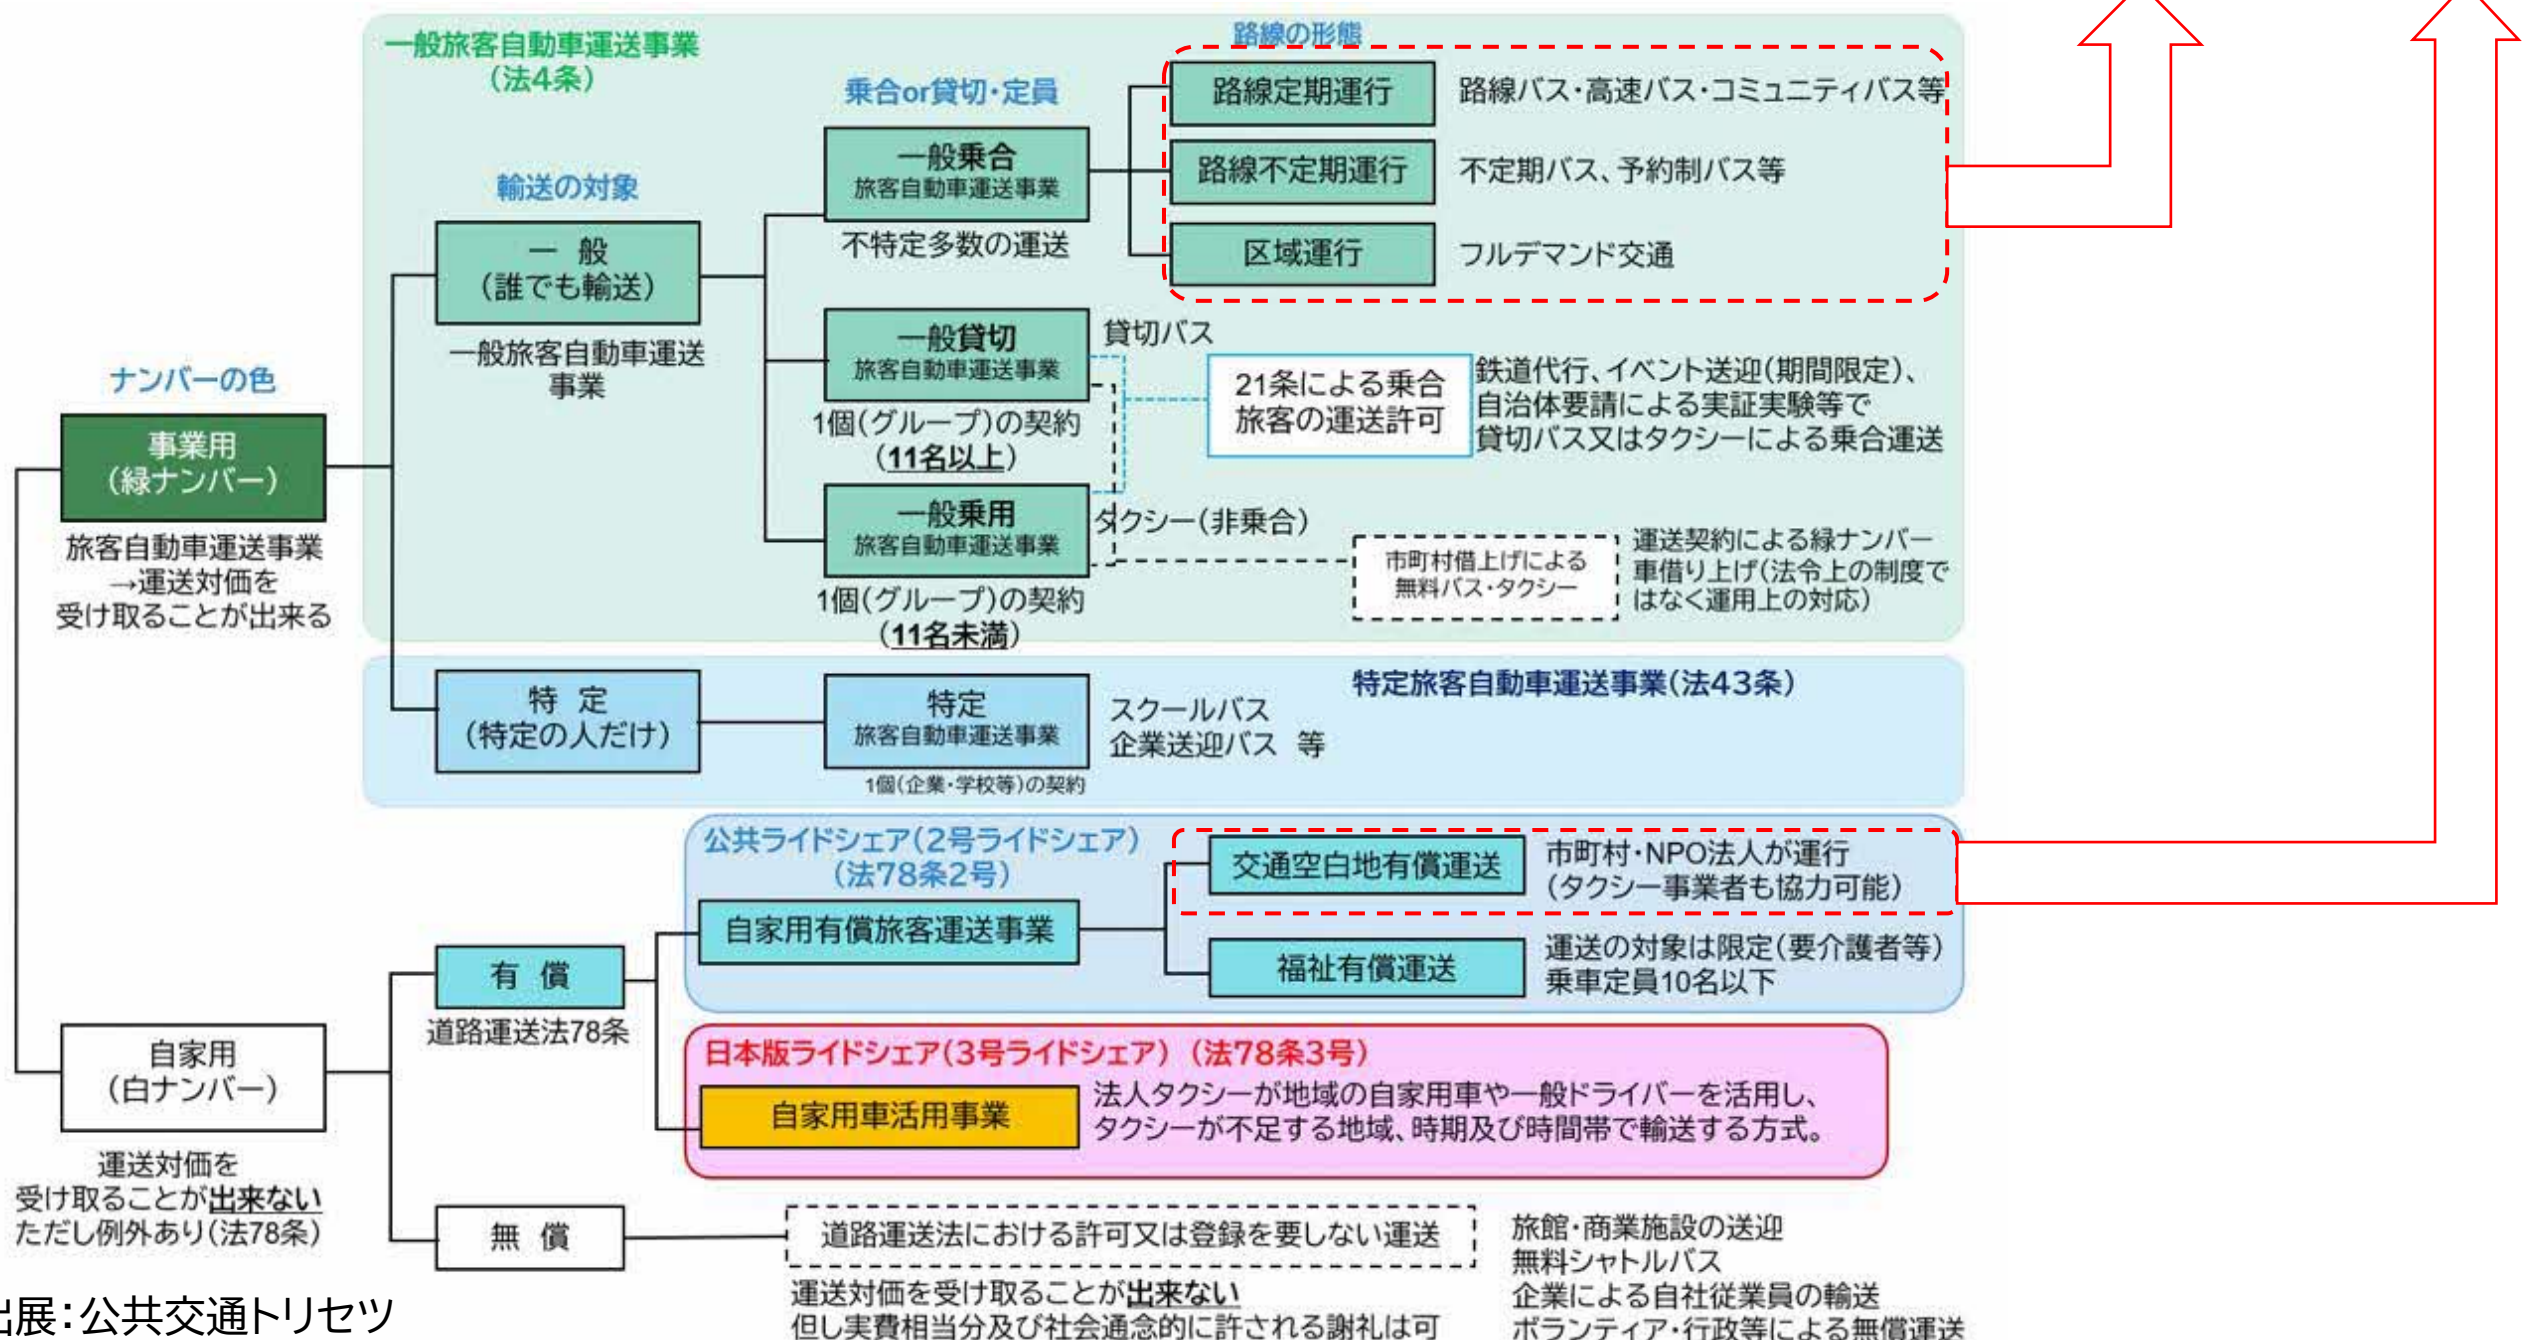 一般旅客自動車運送事業
(法4条)
路線の形態
乗合or貸切・定員
輸送の対象
ナンバーの色
路線定期運行
路線バス・高速バス・コミュニティバス等
一般乗合
旅客自動車運送事業
不特定多数の運送
路線不定期運行
不定期バス、予約制バス等
区域運行
フルデマンド交通
一 般
(誰でも輸送)
一般旅客自動車運送
事業
一般貸切
旅客自動車運送事業
貸切バス
1個(グループ)の契約
(11名以上)
21条による乗合
旅客の運送許可
鉄道代行、イベント送迎(期間限定)、
自治体要請による実証実験等で
貸切バス又はタクシーによる乗合運送
事業用
(緑ナンバー)
旅客自動車運送事業
→運送対価を
受け取ることが出来る
一般乗用
旅客自動車運送事業
タクシー(非乗合)
1個(グループ)の契約
(11名未満)
市町村借上げによる
無料バス・タクシー
運送契約による緑ナンバー
車借り上げ(法令上の制度で
はなく運用上の対応)
特 定
(特定の人だけ)
特定
旅客自動車運送事業
1個(企業・学校等)の契約
スクールバス
企業送迎バス 等
特定旅客自動車運送事業(法43条)
公共ライドシェア(2号ライドシェア)
(法78条2号)
自家用有償旅客運送事業
交通空白地有償運送
市町村・NPO法人が運行
(タクシー事業者も協力可能)
福祉有償運送
運送の対象は限定(要介護者等)
乗車定員10名以下
有 償
道路運送法78条
日本版ライドシェア(3号ライドシェア) (法78条3号)
自家用車活用事業
法人タクシーが地域の自家用車や一般ドライバーを活用し、
タクシーが不足する地域、時期及び時間帯で輸送する方式。
自家用
(白ナンバー)
運送対価を
受け取ることが出来ない
ただし例外あり(法78条)
無 償
道路運送法における許可又は登録を要しない運送
運送対価を受け取ることが出来ない
但し実費相当分及び社会通念的に許される謝礼は可
旅館・商業施設の送迎
無料シャトルバス
企業による自社従業員の輸送
ボランティア・行政等による無償運送
出展:公共交通トリセツ